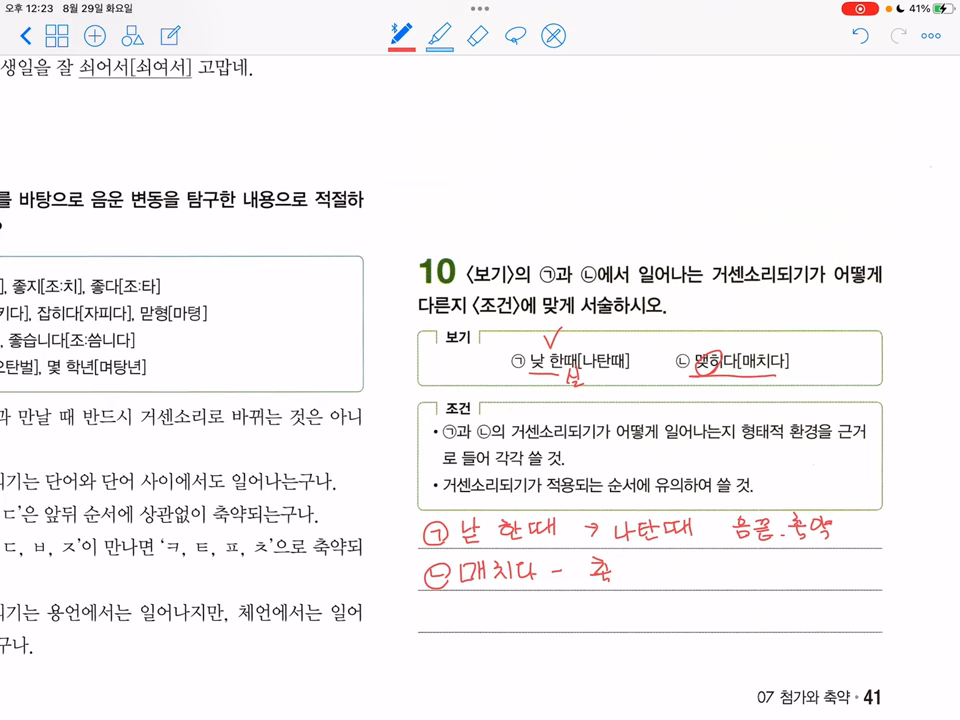 오후 12:23 8월 29일 화요일
41%
생일을 잘 쇠어서[쇠여서] 고맙네.
를 바탕으로 음운 변동을 탐구한 내용으로 적절하
?
], 좋지[조:치], 좋다[조:타]
키다], 잡히다[자피다], 맏형[마텽]
, 좋습니다[조:씀니다]
오탄벌], 몇 학년[며탕년]
과 만날 때 반드시 거센소리로 바뀌는 것은 아니
되기는 단어와 단어 사이에서도 일어나는구나.
ㄷ'은 앞뒤 순서에 상관없이 축약되는구나.
ㄷ, ㅂ, ㅈ'이 만나면 'ㅋ, ㅌ, ㅍ, ㅊ'으로 축약되
되기는 용언에서는 일어나지만, 체언에서는 일어
구나.
10 〈보기〉의 ㉠과 ㉡에서 일어나는 거센소리되기가 어떻게
다른지 〈조건〉에 맞게 서술하시오.
보기
㉠ 낮 한때[나탄때] ㉡ 맺히다[매치다]
실
조건
• ㉠과 ㉡의 거센소리되기가 어떻게 일어나는지 형태적 환경을 근거
로 들어 각각 쓸 것.
• 거센소리되기가 적용되는 순서에 유의하여 쓸 것.
㉠ 낟 한때 → 나탄때 음끝. 축약
㉡ 매치다 - 축
07 첨가와 축약 • 41